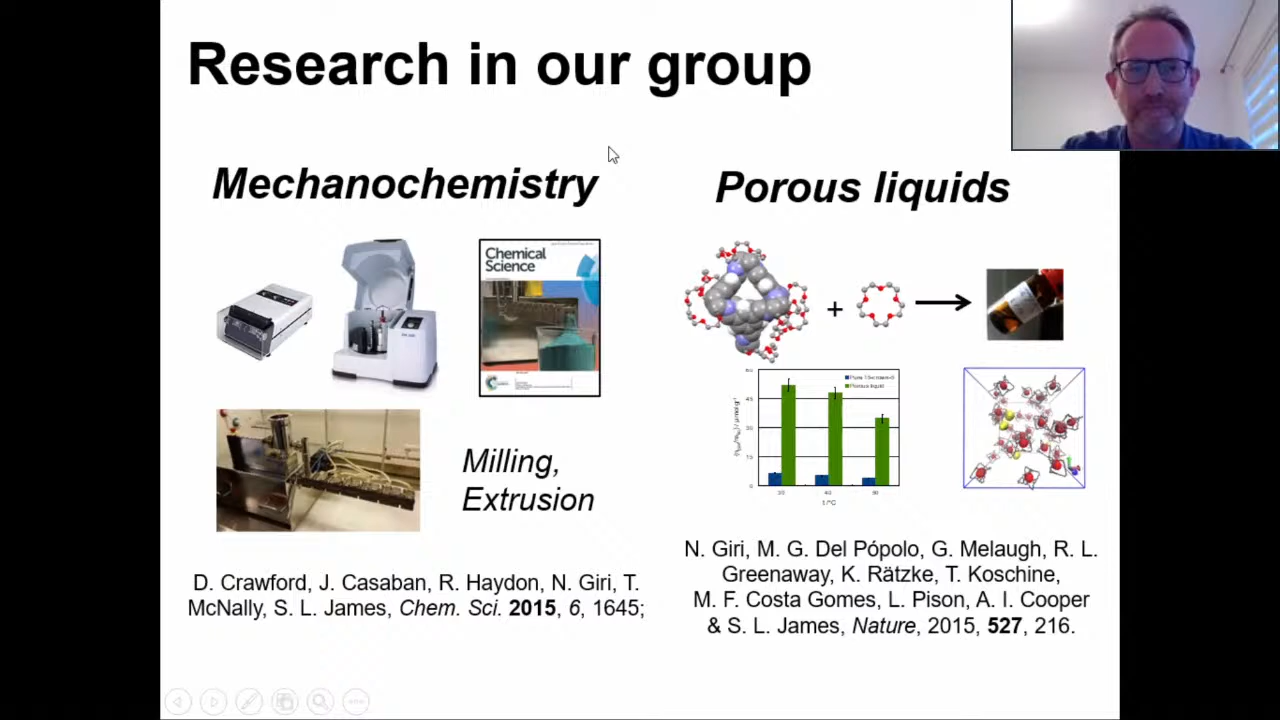 Research in our group
Mechanochemistry
Porous liquids
Chemical
Science
+
Porous liquid
Milling,
Extrusion
t / °C
D. Crawford, J. Casaban, R. Haydon, N. Giri, T.
McNally, S. L. James, Chem. Sci. 2015, 6, 1645;
N. Giri, M. G. Del Pópolo, G. Melaugh, R. L.
Greenaway, K. Rätzke, T. Koschine,
M. F. Costa Gomes, L. Pison, A. I. Cooper
& S. L. James, Nature, 2015, 527, 216.